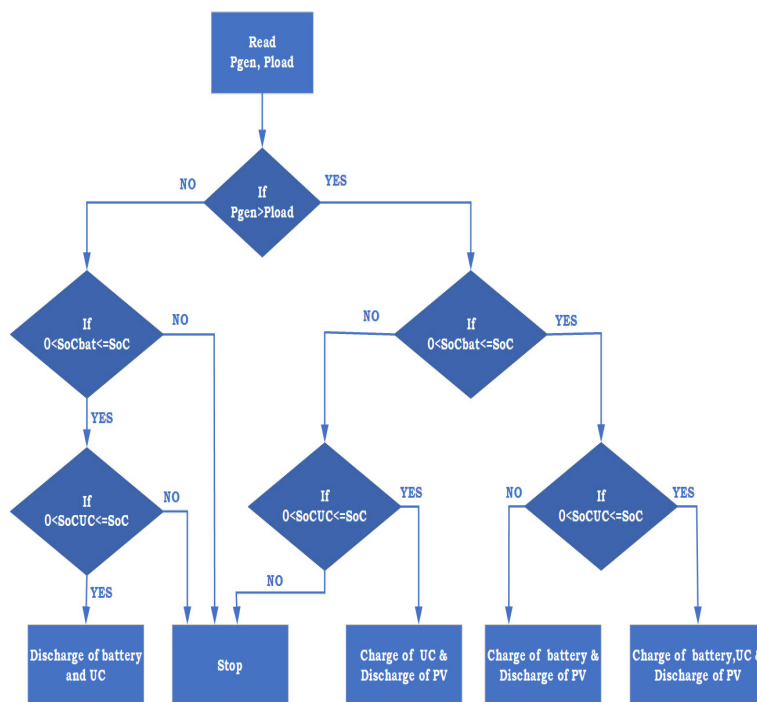 Read
Pgen, Pload
NO
YES
If
Pgen>Pload
If
0<SoCbat<=SoC
NO
NO
If
0<SoCbat<=SoC
YES
YES
If
0<SoCUC<=SoC
NO
If
0<SoCUC<=SoC
YES
NO
If
0<SoCUC<=SoC
YES
YES
NO
Discharge of battery
and UC
Stop
Charge of UC &
Discharge of PV
Charge of battery &
Discharge of PV
Charge of battery,UC &
Discharge of PV